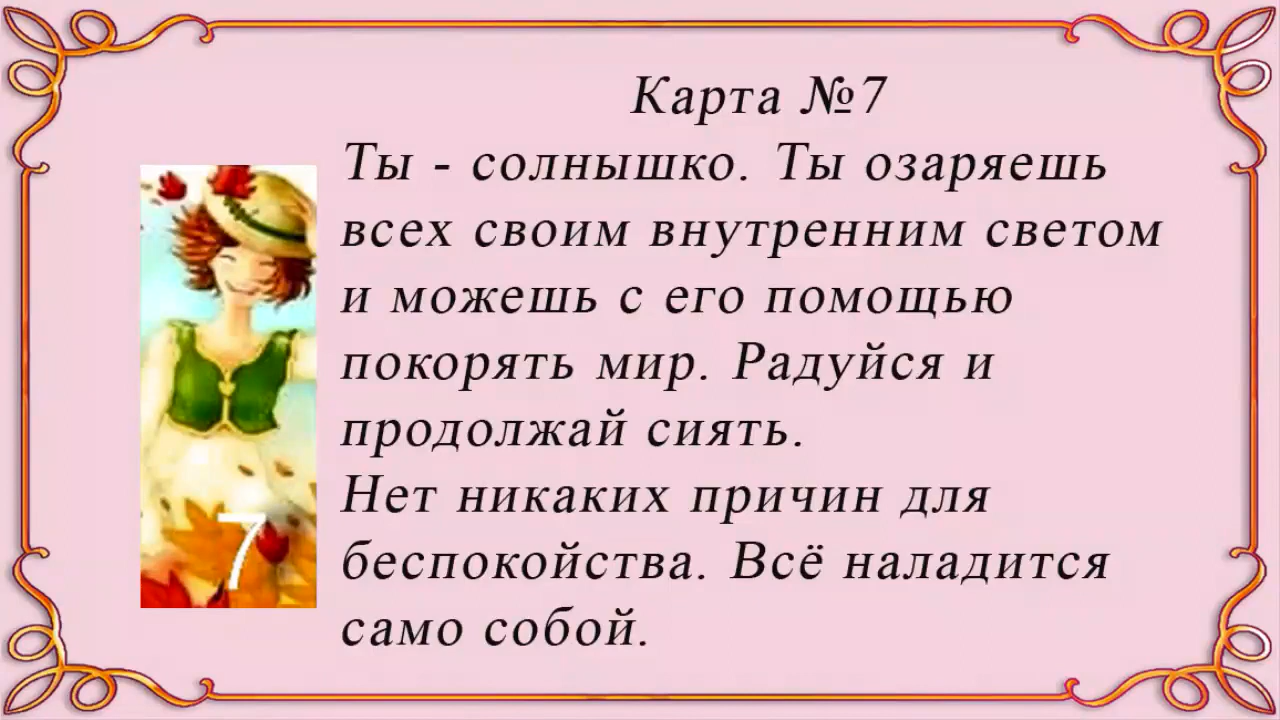 Карта №7
Ты - солнышко. Ты озаряешь
всех своим внутренним светом
и можешь с его помощью
покорять мир. Радуйся и
продолжай сиять.
Нет никаких причин для
беспокойства. Всё наладится
само собой.
7